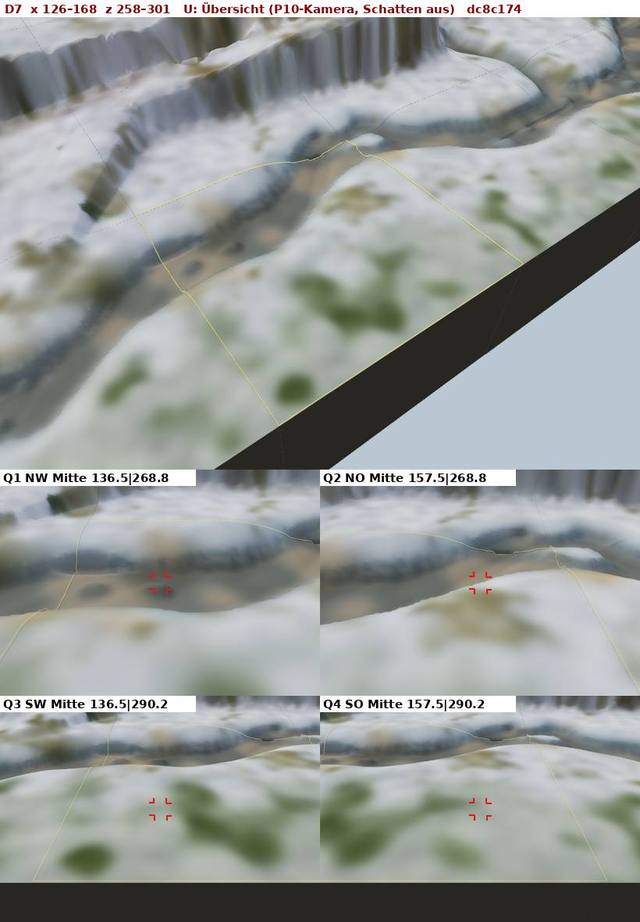 D7 x 126–168 z 258–301 U: Übersicht (P10-Kamera, Schatten aus) dc8c174
Q1 NW Mitte 136.5|268.8
Q2 NO Mitte 157.5|268.8
Q3 SW Mitte 136.5|290.2
Q4 SO Mitte 157.5|290.2